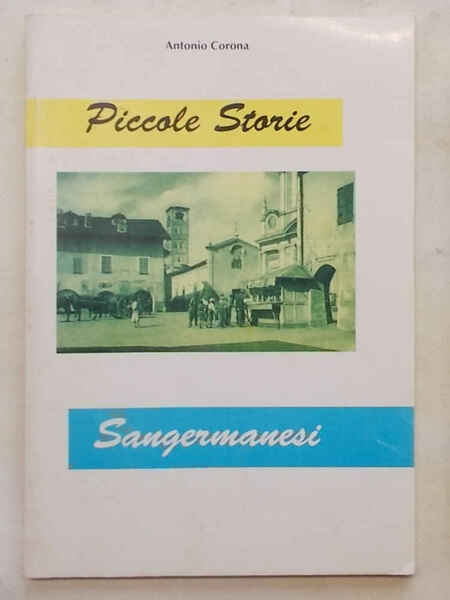 Antonio Corona
Piccole Storie
Sangermanesi